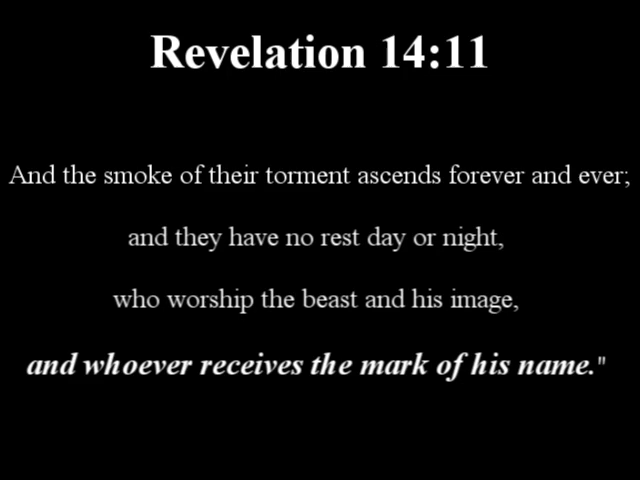 Revelation 14:11
And the smoke of their torment ascends forever and ever;
and they have no rest day or night,
who worship the beast and his image,
and whoever receives the mark of his name."